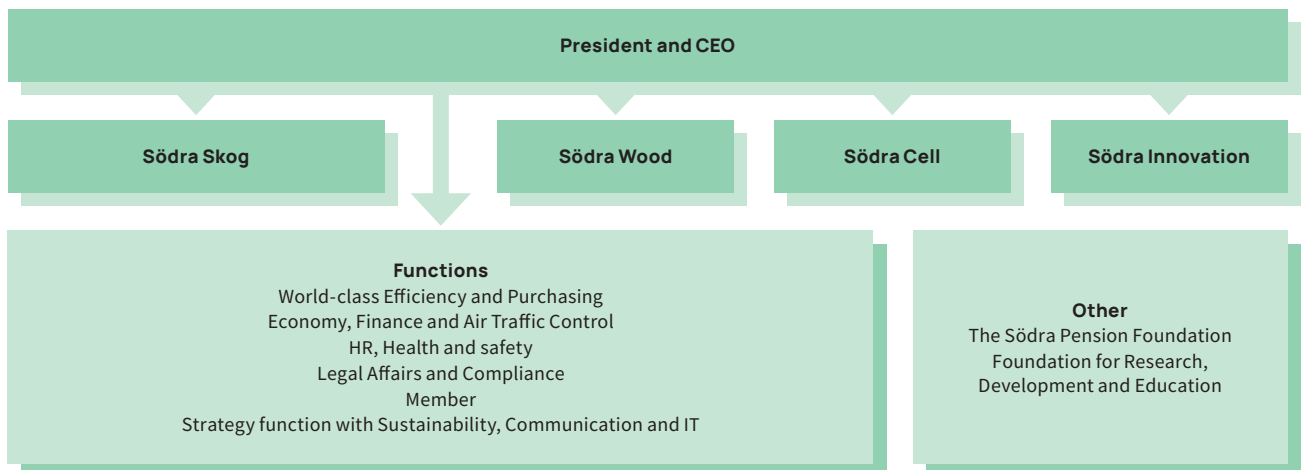 President and CEO
Södra Skog
Södra Wood
Södra Cell
Södra Innovation
Functions
World-class Efficiency and Purchasing
Economy, Finance and Air Traffic Control
HR, Health and safety
Legal Affairs and Compliance
Member
Strategy function with Sustainability, Communication and IT
Other
The Södra Pension Foundation
Foundation for Research,
Development and Education